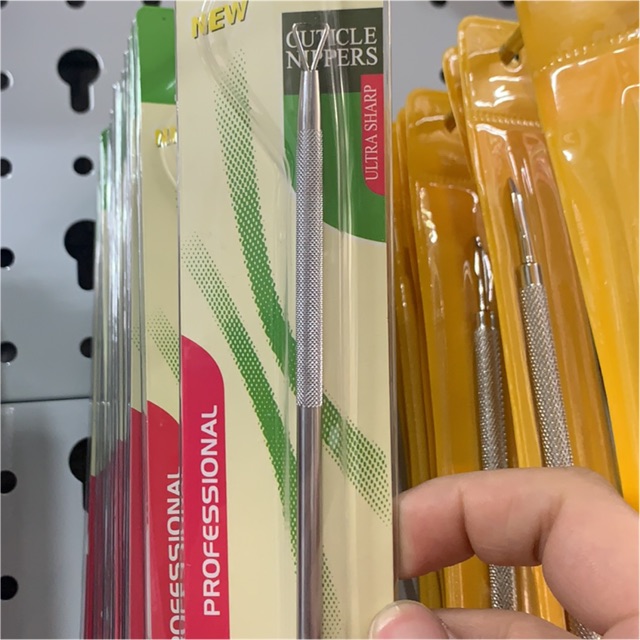 NEW
CUTICLE
NIPPERS
ULTRA SHARP
PROFESSIONAL
PROFESSIONAL